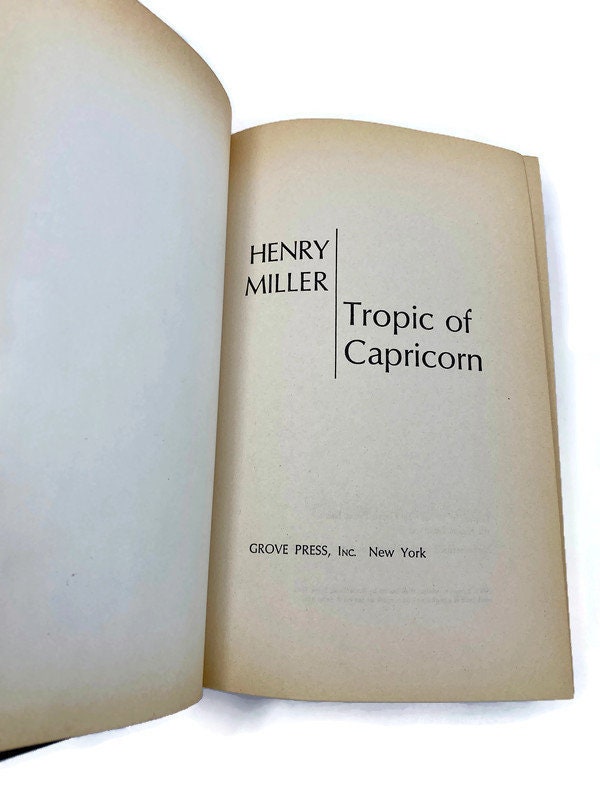 HENRY
MILLER
Tropic of
Capricorn
GROVE PRESS, INC. New York